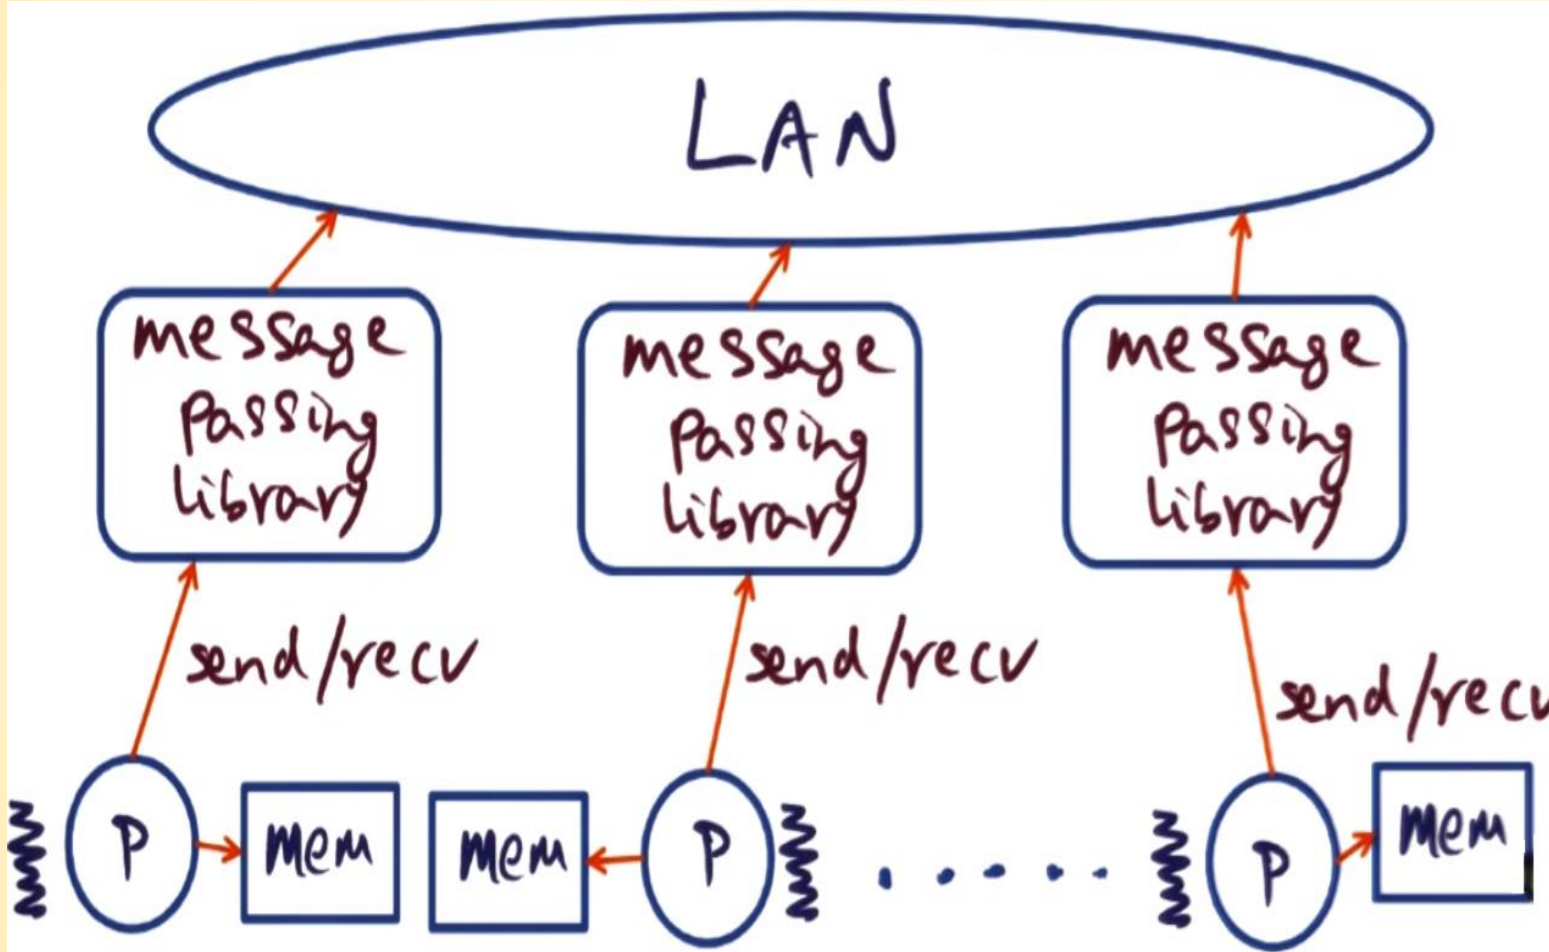 LAN
message
passing
library
message
passing
library
message
passing
library
send/recv
send/recv
send/recv
P
mem
mem
P
P
mem